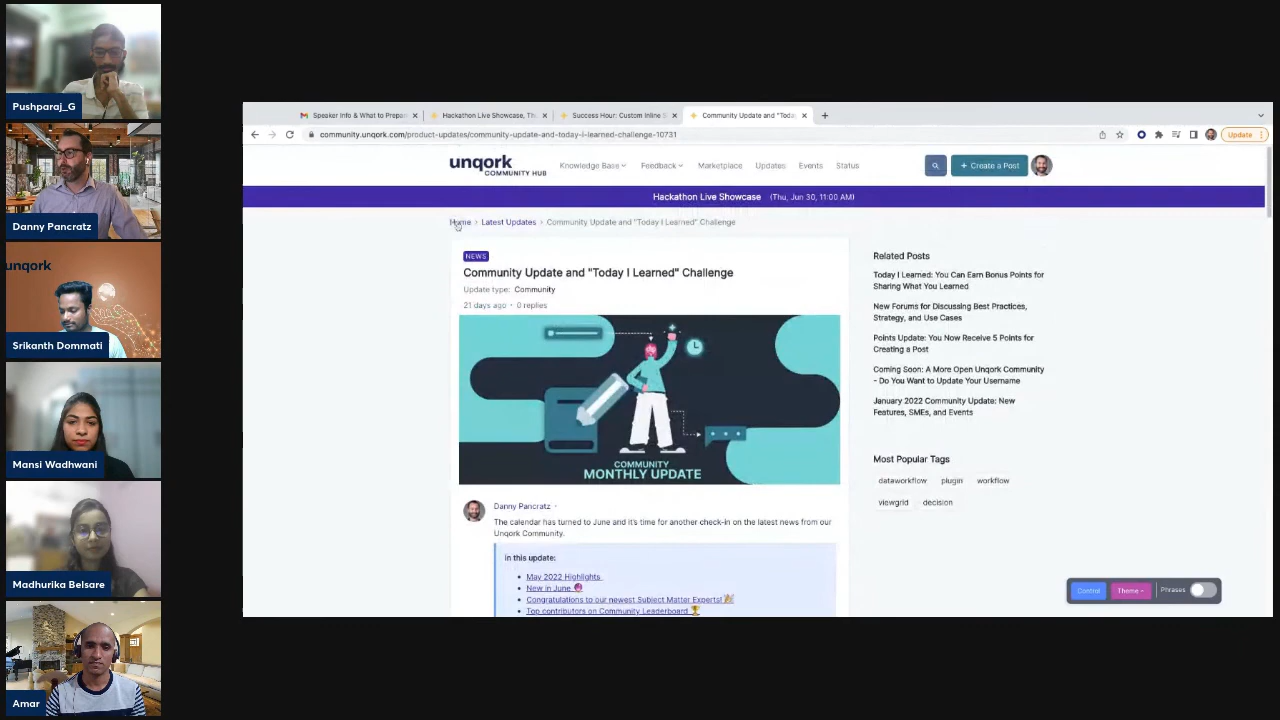 Pushparaj_G
Danny Pancratz
unqork
Srikanth Dommati
Mansi Wadhwani
Madhurika Belsare
Amar
Speaker Info & What to Prepar
Hackathon Live Showcase, Thu
Success Hour: Custom Inline S
Community Update and "Toda
community.unqork.com/product-updates/community-update-and-today-i-learned-challenge-10731
Update
unqork
COMMUNITY HUB
Knowledge Base
Feedback
Marketplace
Updates
Events
Status
+ Create a Post
Hackathon Live Showcase (Thu, Jun 30, 11:00 AM)
Home > Latest Updates > Community Update and "Today I Learned" Challenge
NEWS
Community Update and "Today I Learned" Challenge
Update type: Community
21 days ago · 0 replies
COMMUNITY
MONTHLY UPDATE
Danny Pancratz ·
The calendar has turned to June and it's time for another check-in on the latest news from our
Unqork Community.
In this update:
• May 2022 Highlights
• New in June
• Congratulations to our newest Subject Matter Experts!
• Top contributors on Community Leaderboard
Related Posts
Today I Learned: You Can Earn Bonus Points for
Sharing What You Learned
New Forums for Discussing Best Practices,
Strategy, and Use Cases
Points Update: You Now Receive 5 Points for
Creating a Post
Coming Soon: A More Open Unqork Community
- Do You Want to Update Your Username
January 2022 Community Update: New
Features, SMEs, and Events
Most Popular Tags
dataworkflow
plugin
workflow
viewgrid
decision
Control
Theme
Phrases